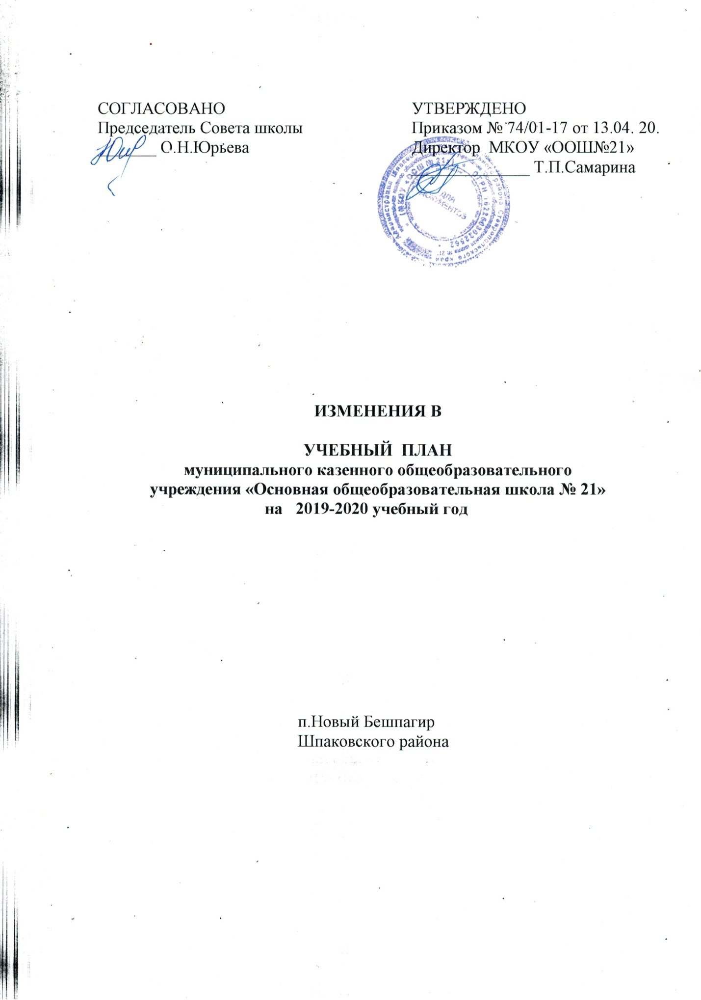 СОГЛАСОВАНО
Председатель Совета школы
О.Н.Юрьева
УТВЕРЖДЕНО
Приказом № 74/01-17 от 13.04. 20.
Директор МКОУ «ООШ№21»
Т.П.Самарина
ДЛЯ
ДОКУМЕНТОВ
ИЗМЕНЕНИЯ В
УЧЕБНЫЙ ПЛАН
муниципального казенного общеобразовательного
учреждения «Основная общеобразовательная школа № 21»
на 2019-2020 учебный год
п.Новый Бешпагир
Шпаковского района